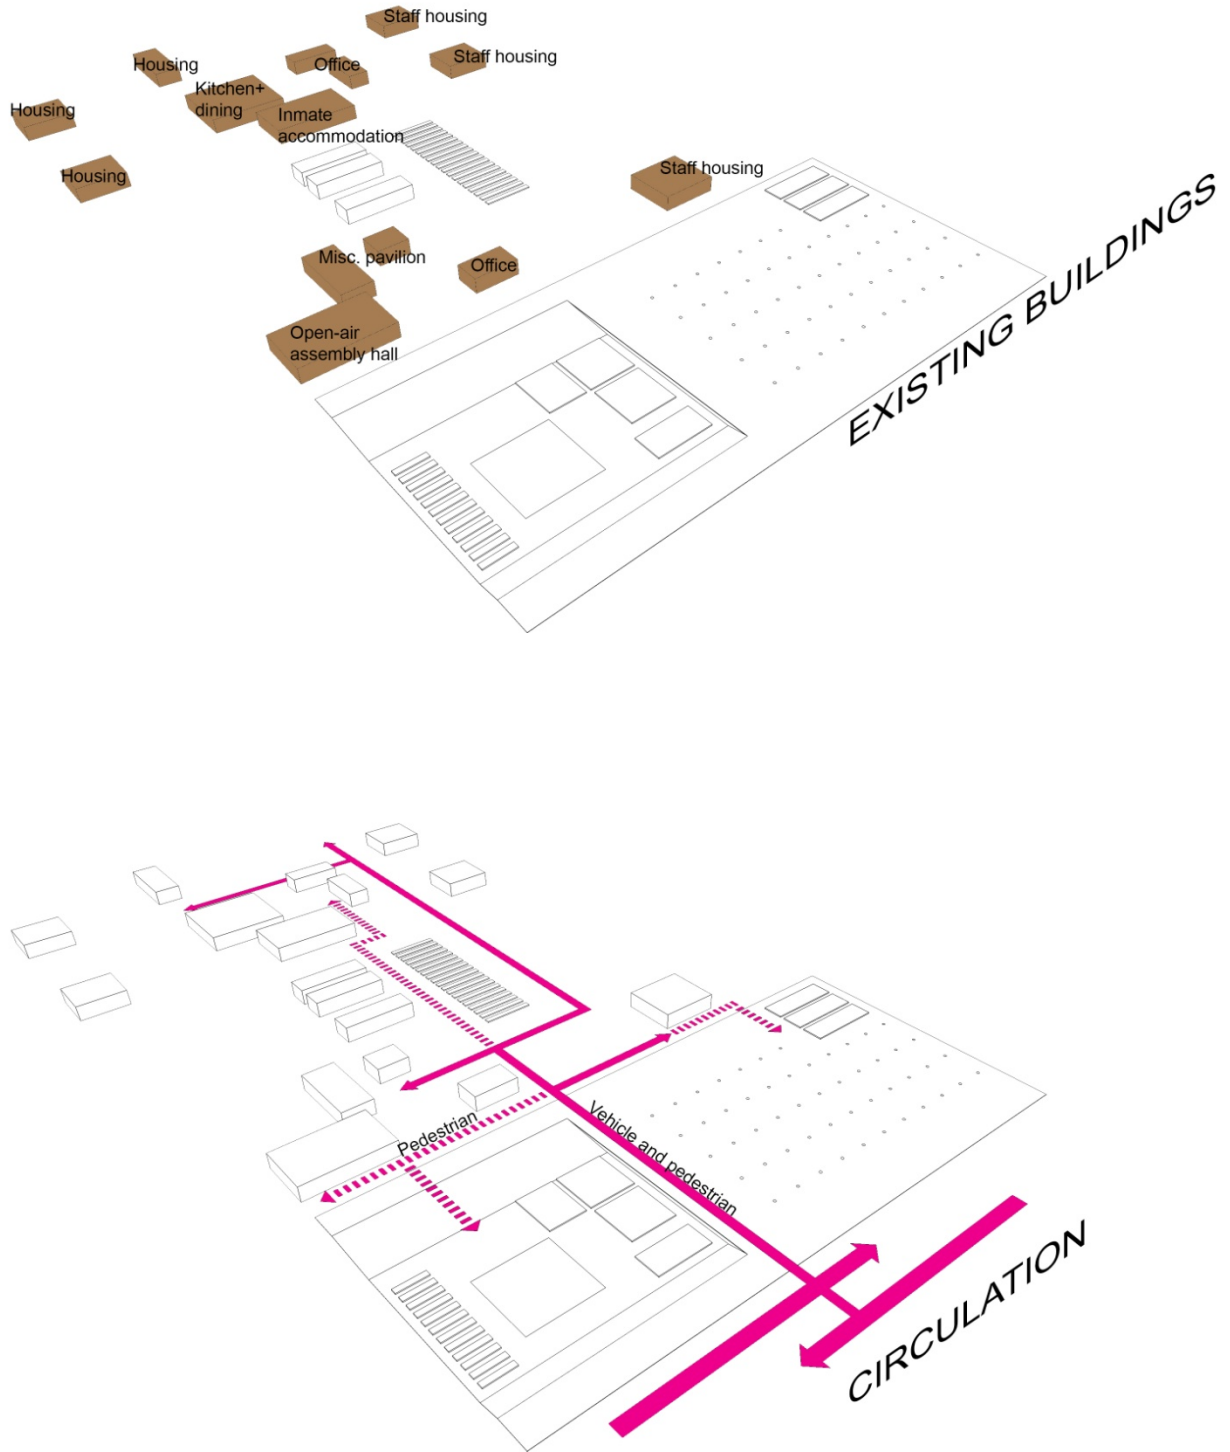 Staff housing
Staff housing
Housing
Office
Kitchen+
dining
Housing
Inmate
accommodation
Housing
Staff housing
Misc. pavilion
Office
Open-air
assembly hall
EXISTING BUILDINGS
Pedestrian
Vehicle and pedestrian
CIRCULATION